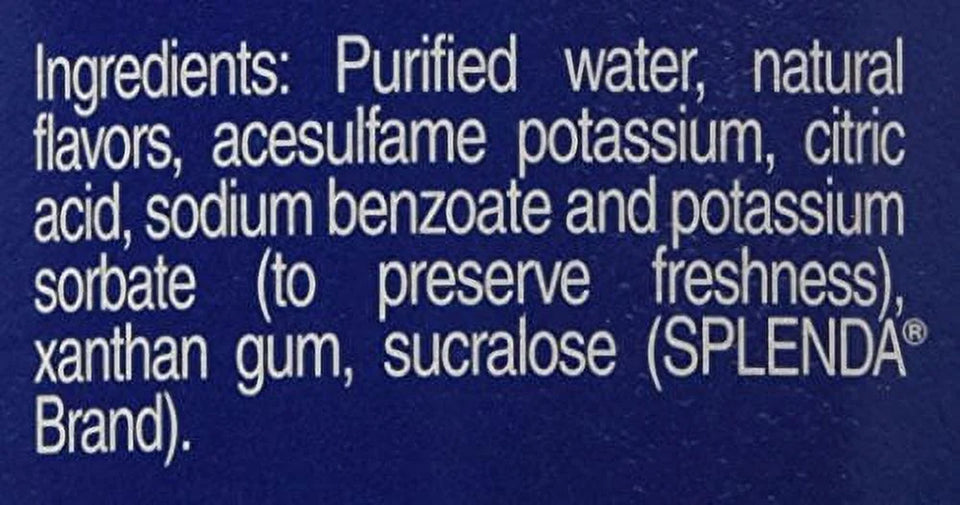 Ingredients: Purified water, natural
flavors, acesulfame potassium, citric
acid, sodium benzoate and potassium
sorbate (to preserve freshness),
xanthan gum, sucralose (SPLENDA®
Brand).